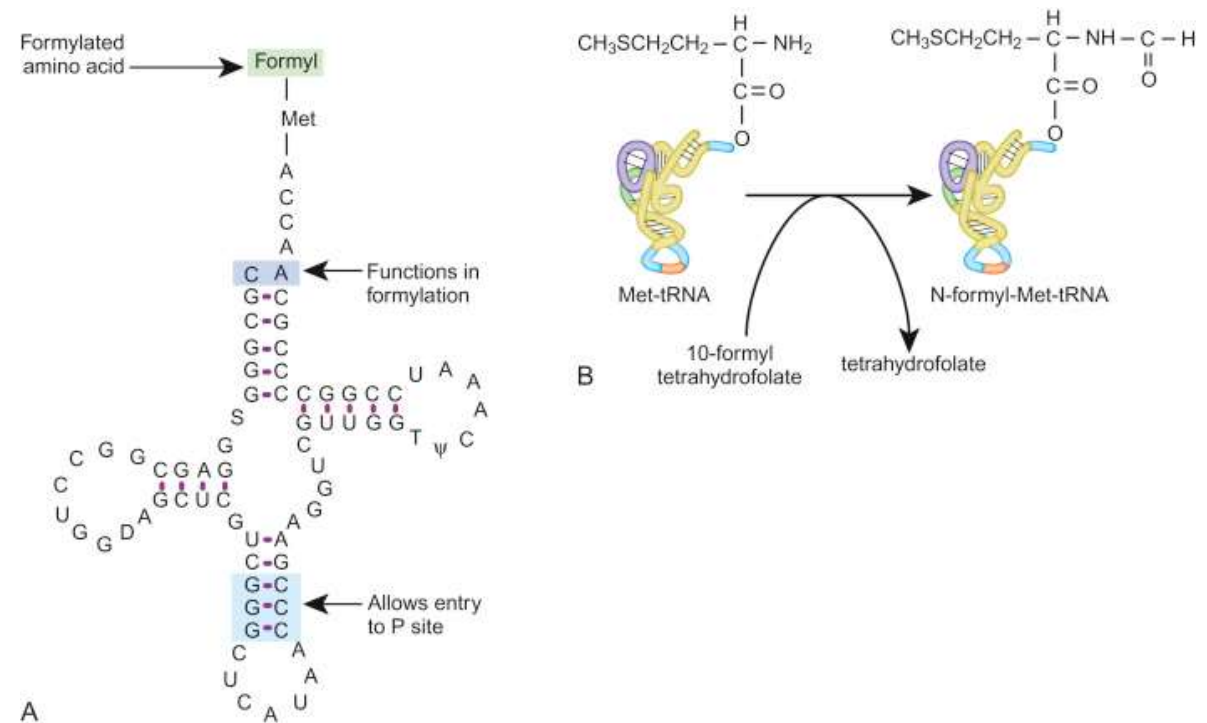 Formylated
amino acid
Formyl
Met
A
C
C
A
C A
Functions in
formylation
G C
C G
G C
G C
G C C G G C C U A A A C ψ T
G U U G G
S
G
C
U
G
G
A
A
C C G G C G A G
C
U
G G D A G C U C
G
U A
C G
G C
G C
G C
Allows entry
to P site
C A
U A
C A U
A
H
CH₃SCH₂CH₂ – C – NH₂
C=O
O
Met-tRNA
10-formyl
tetrahydrofolate
tetrahydrofolate
H
CH₃SCH₂CH₂ – C – NH – C – H
O
C=O
O
N-formyl-Met-tRNA
B